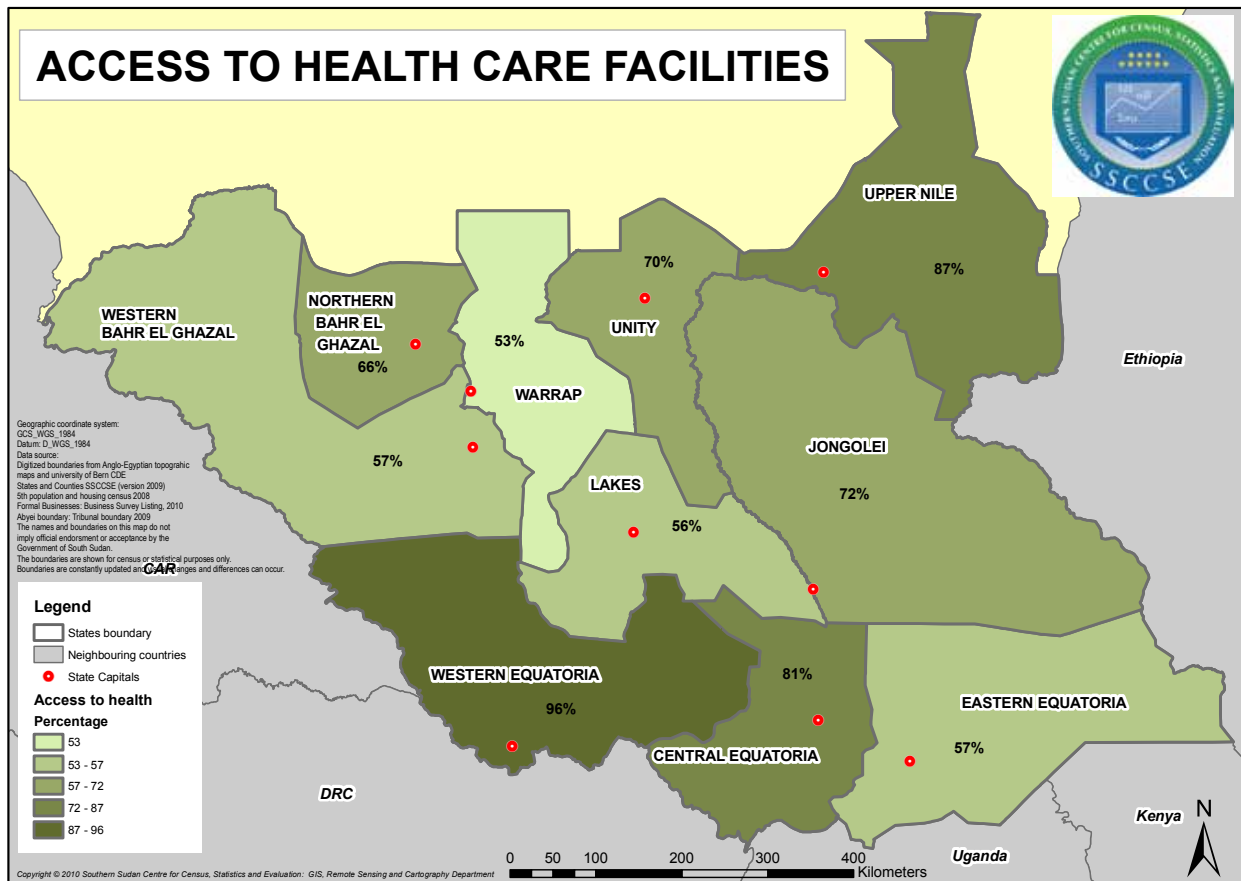 ACCESS TO HEALTH CARE FACILITIES
SOUTHERN SUDAN CENTRE FOR CENSUS, STATISTICS AND EVALUATION
SSCCSE
UPPER NILE
87%
70%
UNITY
NORTHERN
BAHR EL
GHAZAL
66%
WESTERN
BAHR EL GHAZAL
57%
53%
WARRAP
Ethiopia
JONGOLEI
72%
LAKES
56%
Geographic coordinate system:
GCS_WGS_1984
Datum: D_WGS_1984
Data source:
Digitized boundaries from Anglo-Egyptian topograhic
maps and university of Bern CDE
States and Counties SSCCSE (version 2009)
5th population and housing census 2008
Formal Businesses: Business Survey Listing, 2010
Abyei boundary: Tribunal boundary 2009
The names and boundaries on this map do not
imply official endorsment or acceptance by the
Government of South Sudan.
The boundaries are shown for census or statistical purposes only.
Boundaries are constantly updated and changes and differences can occur.
CAR
WESTERN EQUATORIA
96%
81%
CENTRAL EQUATORIA
EASTERN EQUATORIA
57%
DRC
Kenya
Uganda
N
Legend
States boundary
Neighbouring countries
State Capitals
Access to health
Percentage
53
53 - 57
57 - 72
72 - 87
87 - 96
0 50 100 200 300 400
Kilometers
Copyright © 2010 Southern Sudan Centre for Census, Statistics and Evaluation: GIS, Remote Sensing and Cartography Department